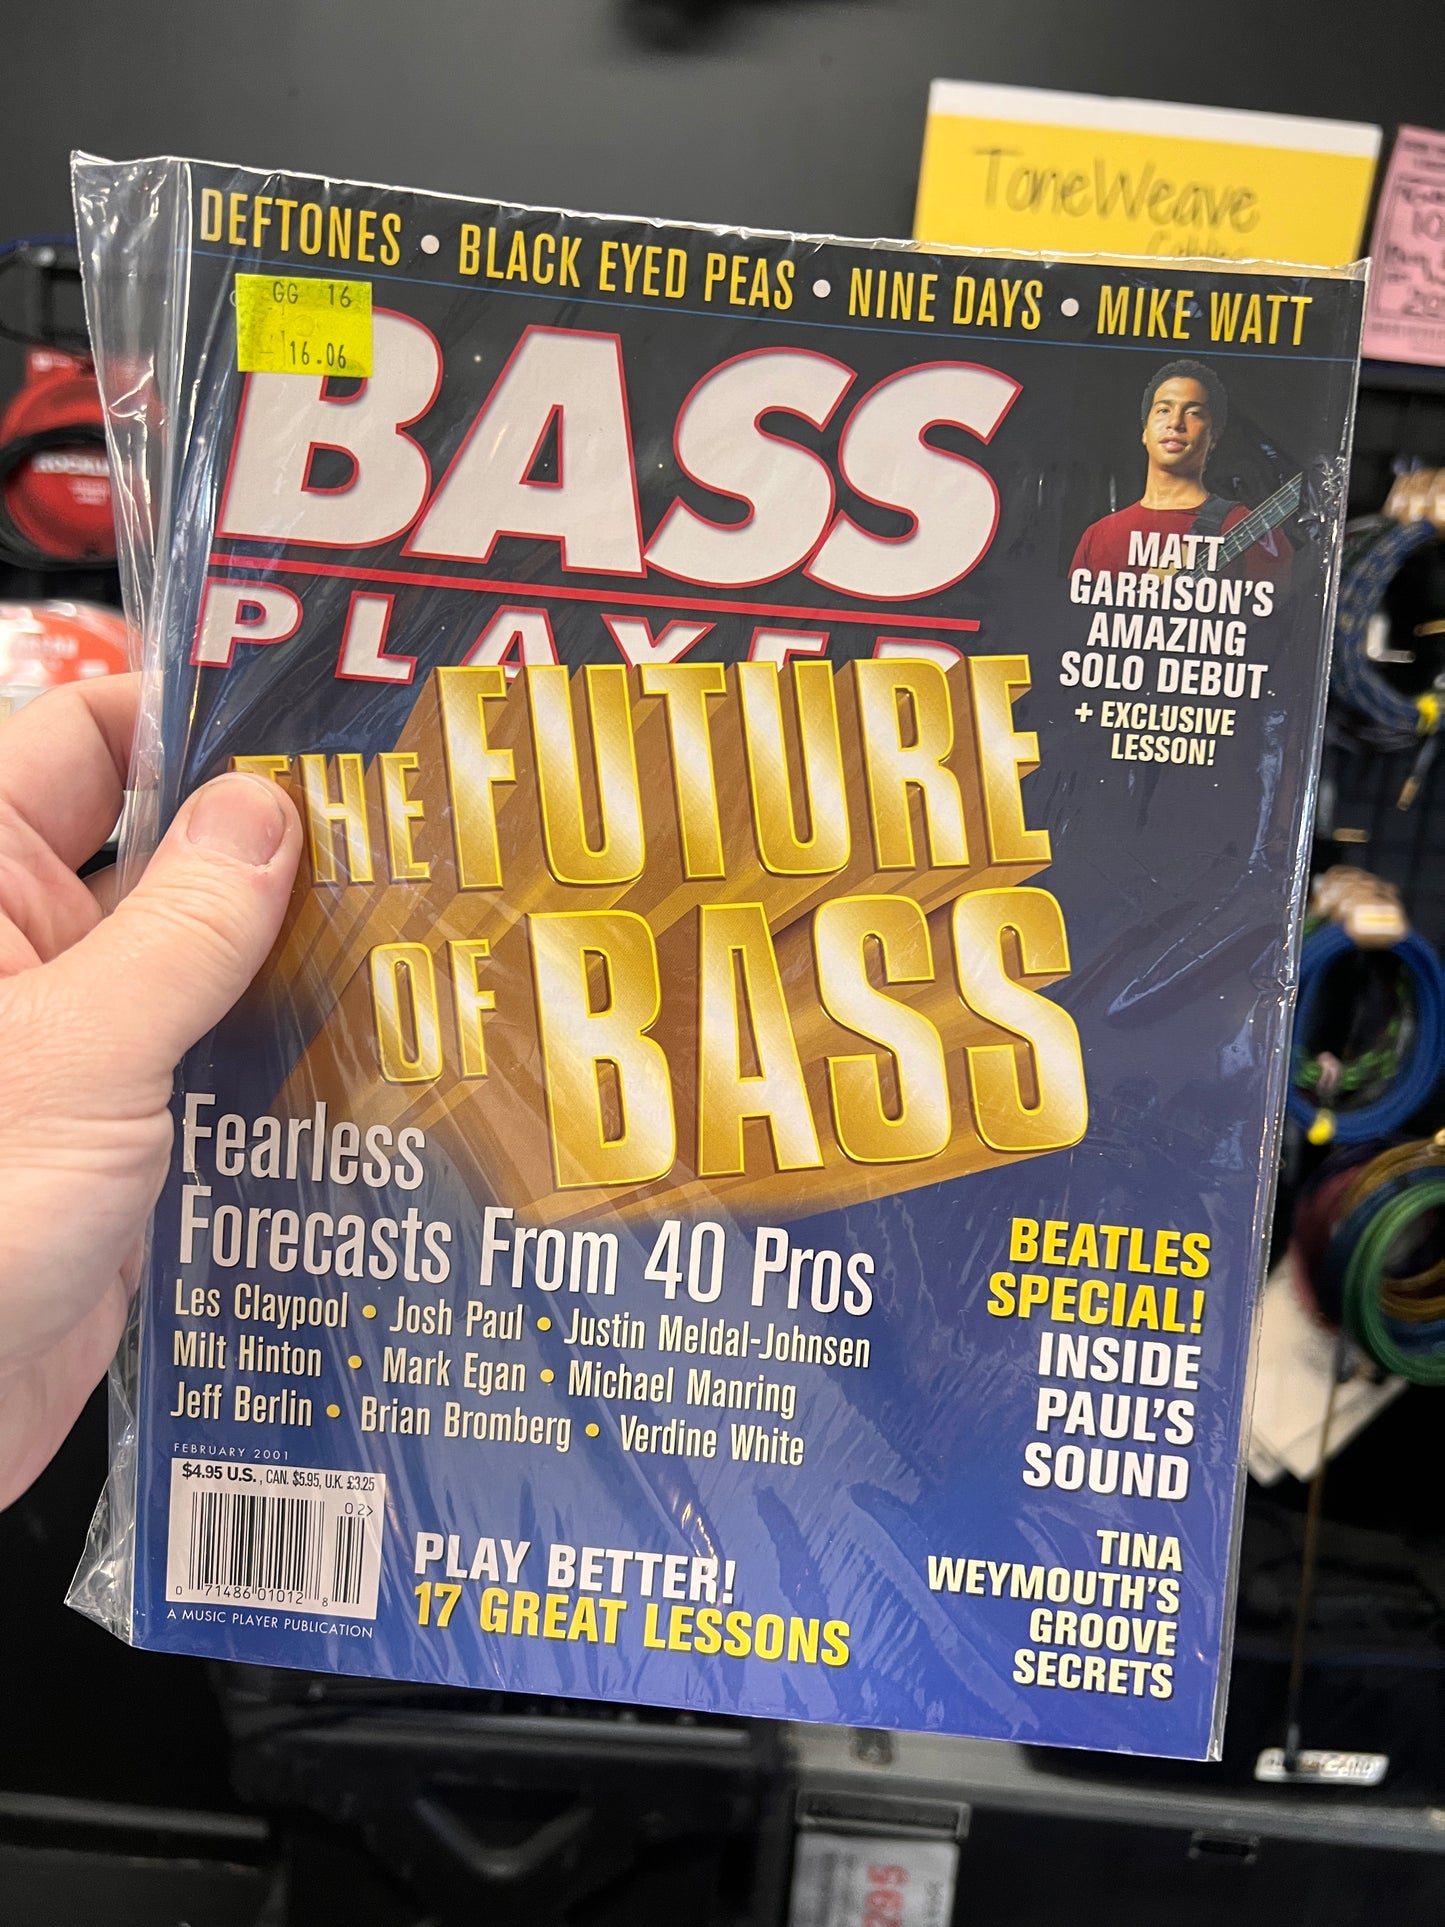 ToneWeave
DEFTONES • BLACK EYED PEAS • NINE DAYS • MIKE WATT
GG 16
16.06
BASS
PLAYER
MATT
GARRISON'S
AMAZING
SOLO DEBUT
+ EXCLUSIVE
LESSON!
THE FUTURE
OF BASS
Fearless
Forecasts From 40 Pros
Les Claypool • Josh Paul • Justin Meldal-Johnsen
Milt Hinton • Mark Egan • Michael Manring
Jeff Berlin • Brian Bromberg • Verdine White
BEATLES
SPECIAL!
INSIDE
PAUL'S
SOUND
FEBRUARY 2001
$4.95 U.S., CAN. $5.95, U.K. £3.25
02>
0 71486 01012 8
A MUSIC PLAYER PUBLICATION
PLAY BETTER!
17 GREAT LESSONS
TINA
WEYMOUTH'S
GROOVE
SECRETS
295